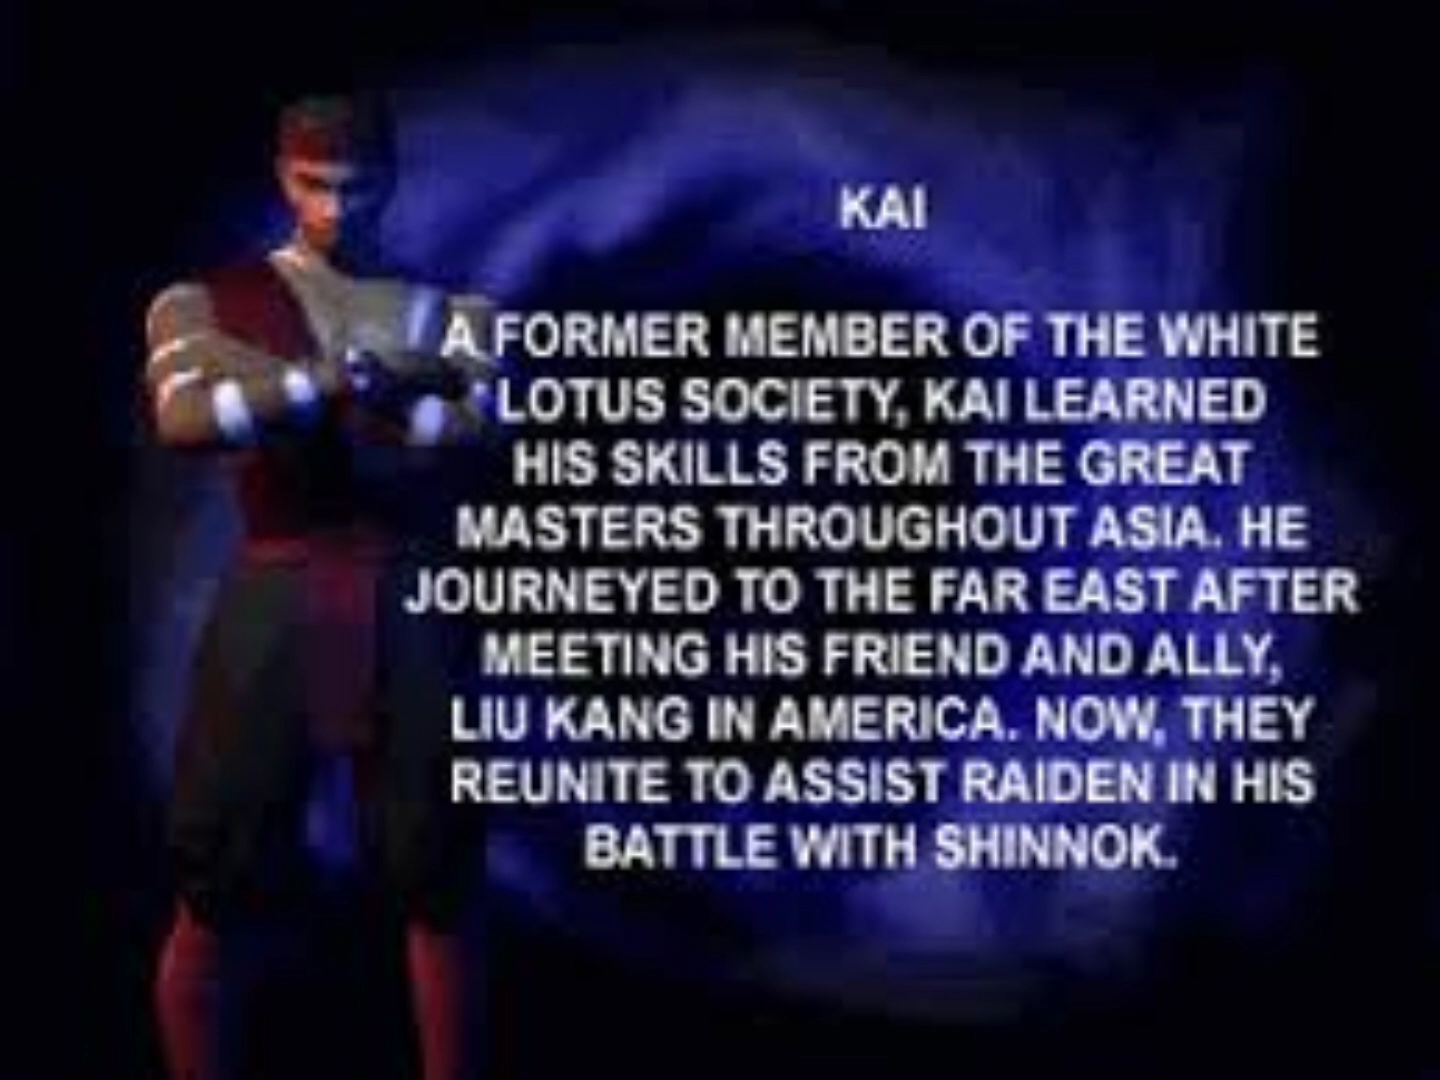 KAI
A FORMER MEMBER OF THE WHITE
LOTUS SOCIETY, KAI LEARNED
HIS SKILLS FROM THE GREAT
MASTERS THROUGHOUT ASIA. HE
JOURNEYED TO THE FAR EAST AFTER
MEETING HIS FRIEND AND ALLY,
LIU KANG IN AMERICA. NOW, THEY
REUNITE TO ASSIST RAIDEN IN HIS
BATTLE WITH SHINNOK.